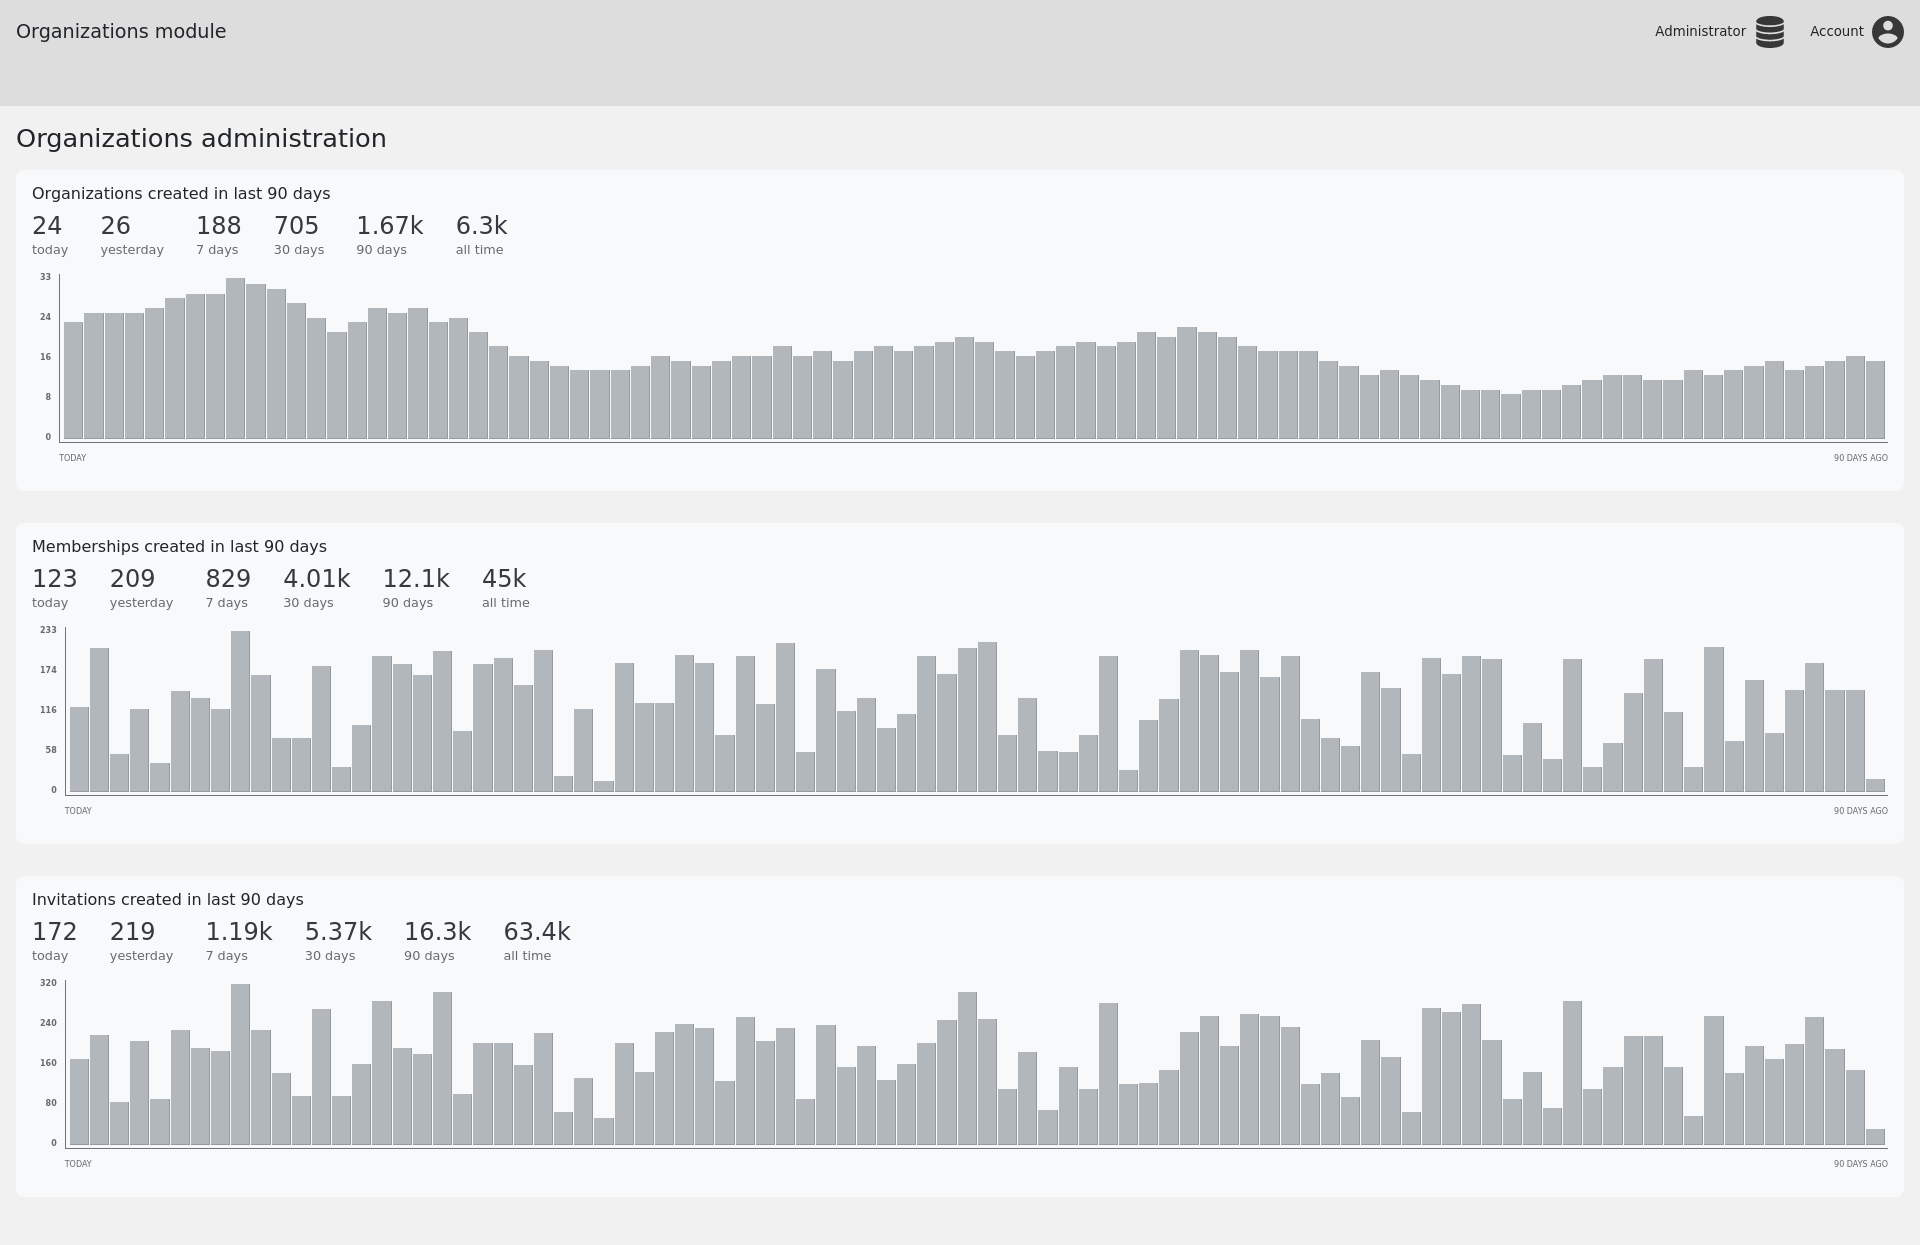 Organizations module
Administrator
Account
Organizations administration
Organizations created in last 90 days
24 26 188 705 1.67k 6.3k
today yesterday 7 days 30 days 90 days all time
33
24
16
8
0
TODAY 90 DAYS AGO
Memberships created in last 90 days
123 209 829 4.01k 12.1k 45k
today yesterday 7 days 30 days 90 days all time
233
174
116
58
0
TODAY 90 DAYS AGO
Invitations created in last 90 days
172 219 1.19k 5.37k 16.3k 63.4k
today yesterday 7 days 30 days 90 days all time
320
240
160
80
0
TODAY 90 DAYS AGO